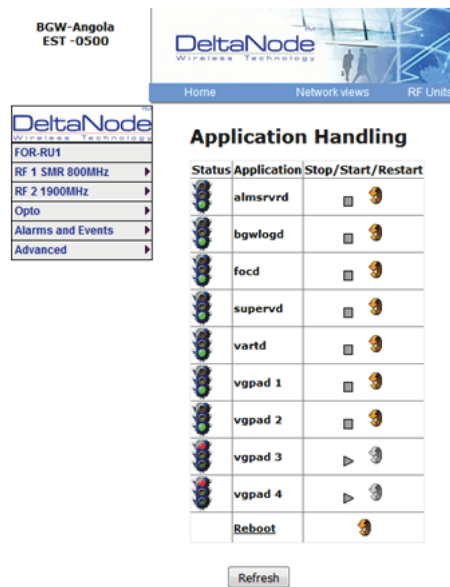 BGW-Angola
EST -0500
DeltaNode
Wireless Technology
Home Network views RF Units
DeltaNode
Wireless Technology
TM
FOR-RU1
RF 1 SMR 800MHz
RF 2 1900MHz
Opto
Alarms and Events
Advanced
Application Handling
Status Application Stop/Start/Restart
almsrvrd
bgwlogd
focd
supervd
vartd
vgpad 1
vgpad 2
vgpad 3
vgpad 4
Reboot
Refresh